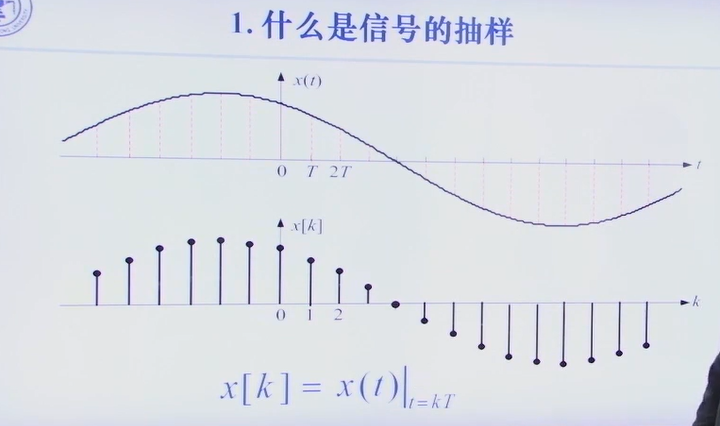 1. 什么是信号的抽样
x(t)
t
0 T 2T
x[k]
k
0 1 2
x[k] = x(t)|t=kT